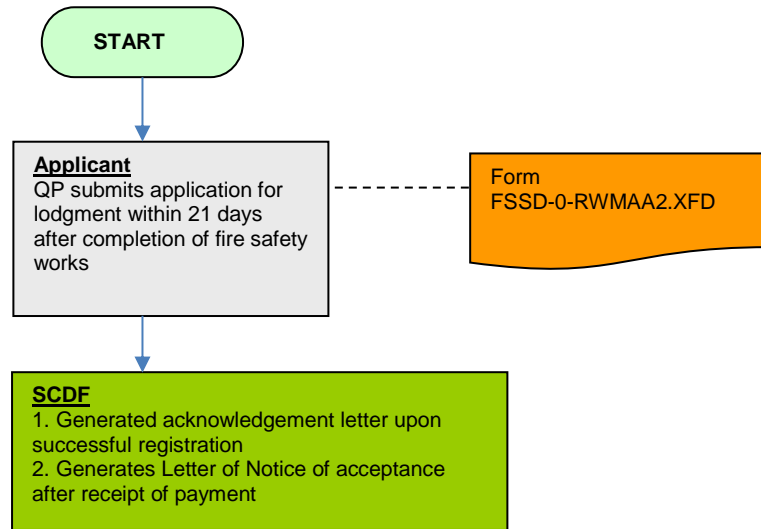 START
Applicant
QP submits application for
lodgment within 21 days
after completion of fire safety
works
Form
FSSD-0-RWMAA2.XFD
SCDF
1. Generated acknowledgement letter upon
successful registration
2. Generates Letter of Notice of acceptance
after receipt of payment